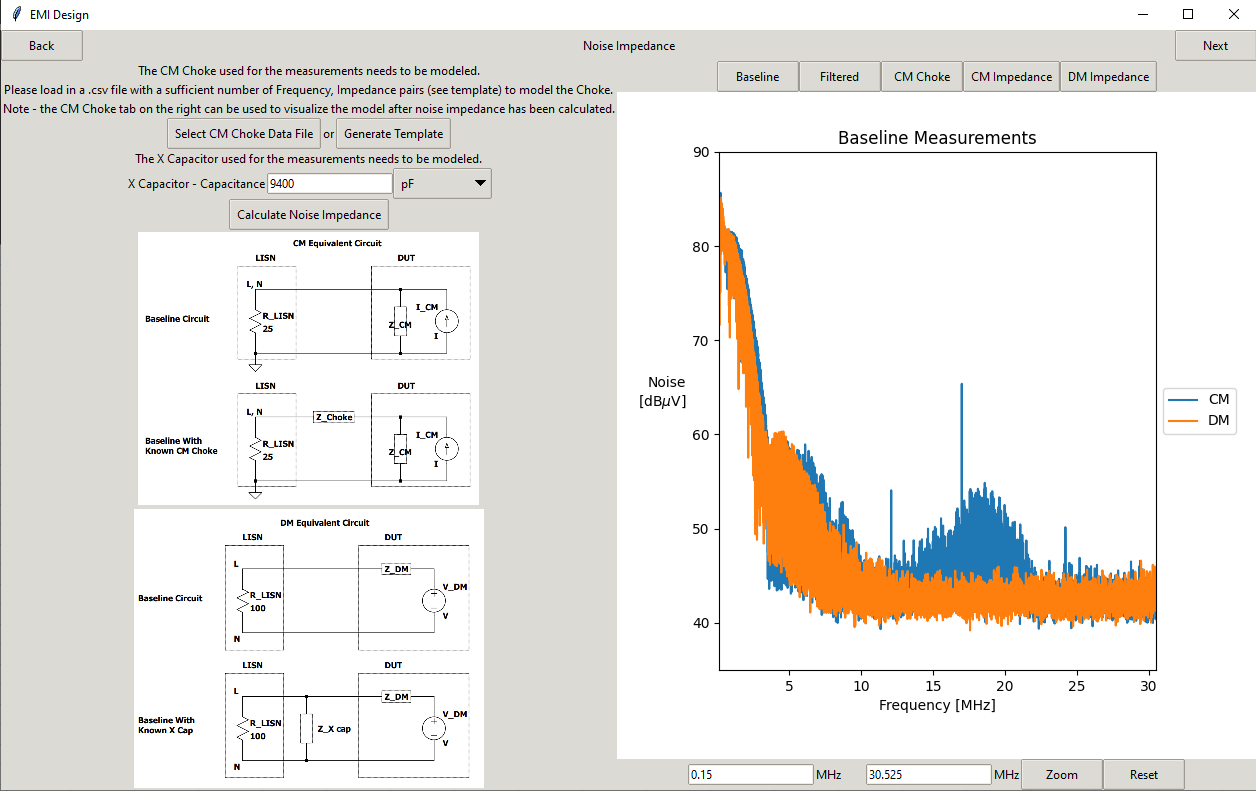 EMI Design
Back
Noise Impedance
Next
The CM Choke used for the measurements needs to be modeled.
Please load in a .csv file with a sufficient number of Frequency, Impedance pairs (see template) to model the Choke.
Note - the CM Choke tab on the right can be used to visualize the model after noise impedance has been calculated.
Select CM Choke Data File or Generate Template
The X Capacitor used for the measurements needs to be modeled.
X Capacitor - Capacitance 9400 pF
Calculate Noise Impedance
CM Equivalent Circuit
LISN DUT
L, N
I_CM
Baseline Circuit
R_LISN
25
Z_CM
I
LISN DUT
L, N
Z_Choke
I_CM
Baseline With
Known CM Choke
R_LISN
25
Z_CM
I
DM Equivalent Circuit
LISN DUT
L
Z_DM
V_DM
Baseline Circuit
R_LISN
100
V
N
LISN DUT
L
Z_DM
V_DM
Baseline With
Known X Cap
R_LISN
100
Z_X cap
V
N
Baseline Filtered CM Choke CM Impedance DM Impedance
Baseline Measurements
90
80
70
60
50
40
Noise
[dBμV]
CM
DM
5 10 15 20 25 30
Frequency [MHz]
0.15 MHz 30.525 MHz Zoom Reset